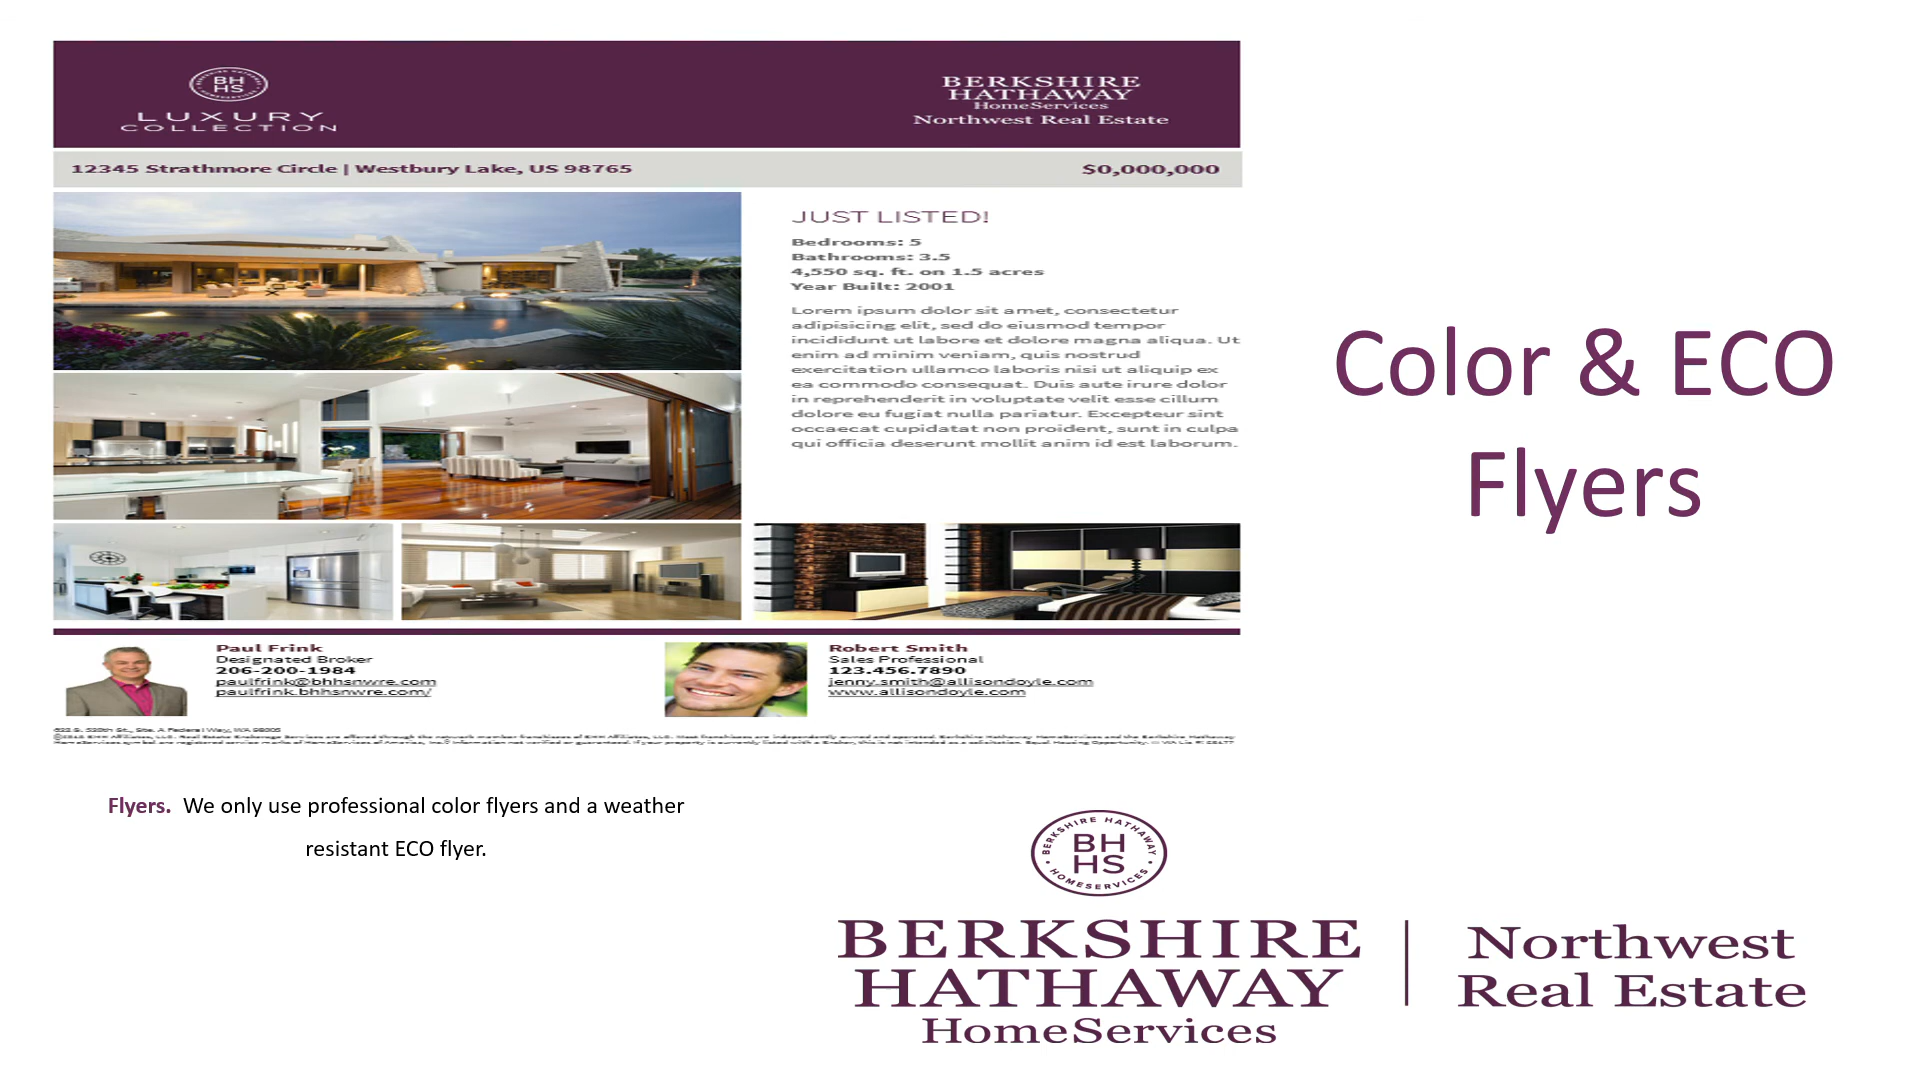 BH
HS
LUXURY
COLLECTION
BERKSHIRE
HATHAWAY
HomeServices
Northwest Real Estate
12345 Strathmore Circle | Westbury Lake, US 98765
$0,000,000
JUST LISTED!
Bedrooms: 5
Bathrooms: 3.5
4,550 sq. ft. on 1.5 acres
Year Built: 2001
Lorem ipsum dolor sit amet, consectetur
adipisicing elit, sed do eiusmod tempor
incididunt ut labore et dolore magna aliqua. Ut
enim ad minim veniam, quis nostrud
exercitation ullamco laboris nisi ut aliquip ex
ea commodo consequat. Duis aute irure dolor
in reprehenderit in voluptate velit esse cillum
dolore eu fugiat nulla pariatur. Excepteur sint
occaecat cupidatat non proident, sunt in culpa
qui officia deserunt mollit anim id est laborum.
Paul Frink
Designated Broker
206-200-1984
paulfrink@bhhsnwre.com
paulfrink.bhhsnwre.com/
Robert Smith
Sales Professional
123.456.7890
jenny.smith@allisondoyle.com
www.allisondoyle.com
Color & ECO
Flyers
Flyers. We only use professional color flyers and a weather
resistant ECO flyer.
BERKSHIRE HATHAWAY
BH
HS
HOMESERVICES
BERKSHIRE
HATHAWAY
HomeServices
Northwest
Real Estate